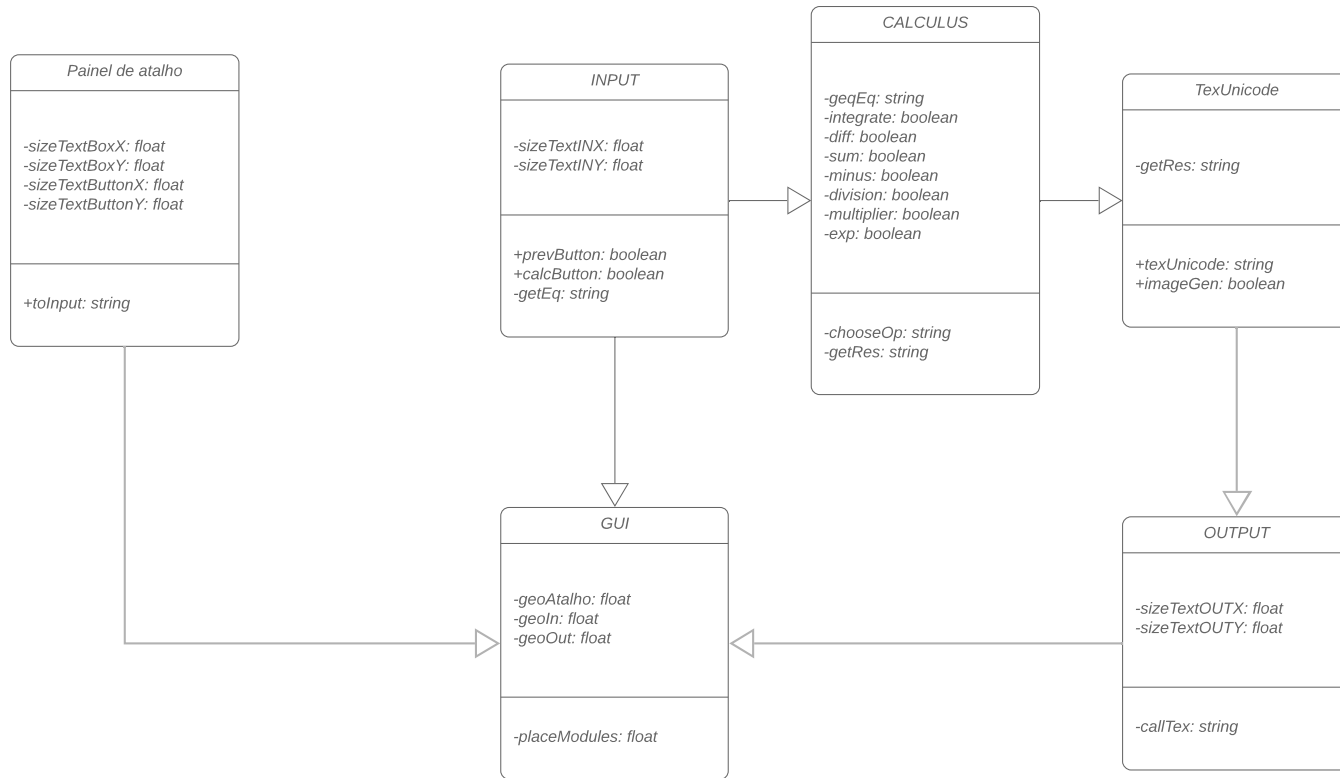 Painel de atalho
-sizeTextBoxX: float
-sizeTextBoxY: float
-sizeTextButtonX: float
-sizeTextButtonY: float
+toInput: string
INPUT
-sizeTextINX: float
-sizeTextINY: float
+prevButton: boolean
+calcButton: boolean
-getEq: string
CALCULUS
-geqEq: string
-integrate: boolean
-diff: boolean
-sum: boolean
-minus: boolean
-division: boolean
-multiplier: boolean
-exp: boolean
-chooseOp: string
-getRes: string
TexUnicode
-getRes: string
+texUnicode: string
+imageGen: boolean
GUI
-geoAtalho: float
-geoIn: float
-geoOut: float
-placeModules: float
OUTPUT
-sizeTextOUTX: float
-sizeTextOUTY: float
-callTex: string